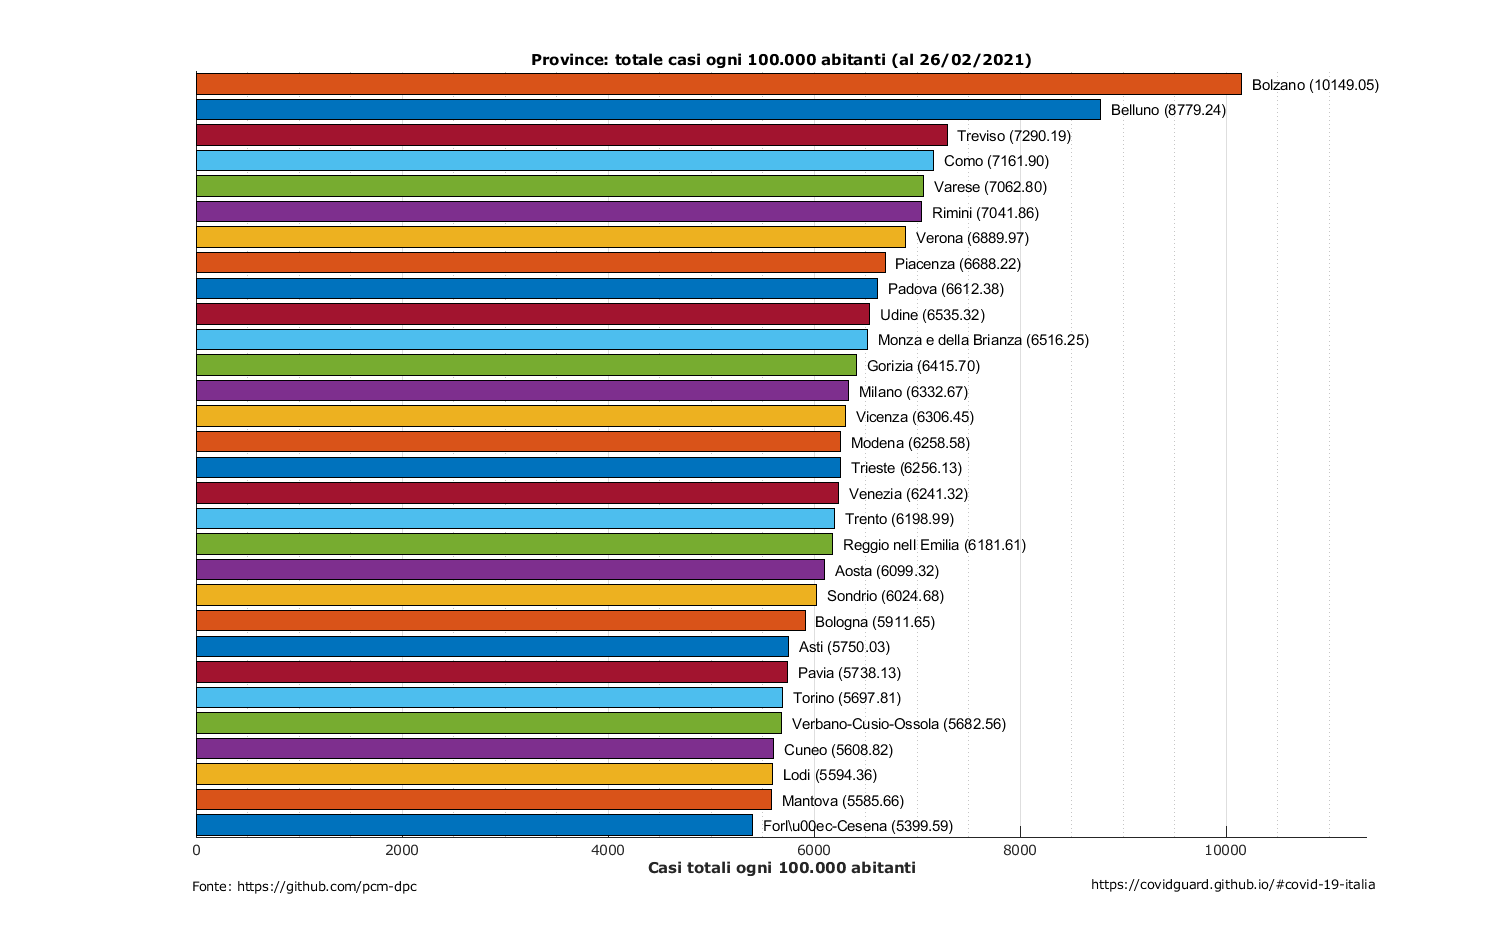 Province: totale casi ogni 100.000 abitanti (al 26/02/2021)
Bolzano (10149.05)
Belluno (8779.24)
Treviso (7290.19)
Como (7161.90)
Varese (7062.80)
Rimini (7041.86)
Verona (6889.97)
Piacenza (6688.22)
Padova (6612.38)
Udine (6535.32)
Monza e della Brianza (6516.25)
Gorizia (6415.70)
Milano (6332.67)
Vicenza (6306.45)
Modena (6258.58)
Trieste (6256.13)
Venezia (6241.32)
Trento (6198.99)
Reggio nell Emilia (6181.61)
Aosta (6099.32)
Sondrio (6024.68)
Bologna (5911.65)
Asti (5750.03)
Pavia (5738.13)
Torino (5697.81)
Verbano-Cusio-Ossola (5682.56)
Cuneo (5608.82)
Lodi (5594.36)
Mantova (5585.66)
Forl\u00ec-Cesena (5399.59)
0 2000 4000 6000 8000 10000
Casi totali ogni 100.000 abitanti
Fonte: https://github.com/pcm-dpc
https://covidguard.github.io/#covid-19-italia